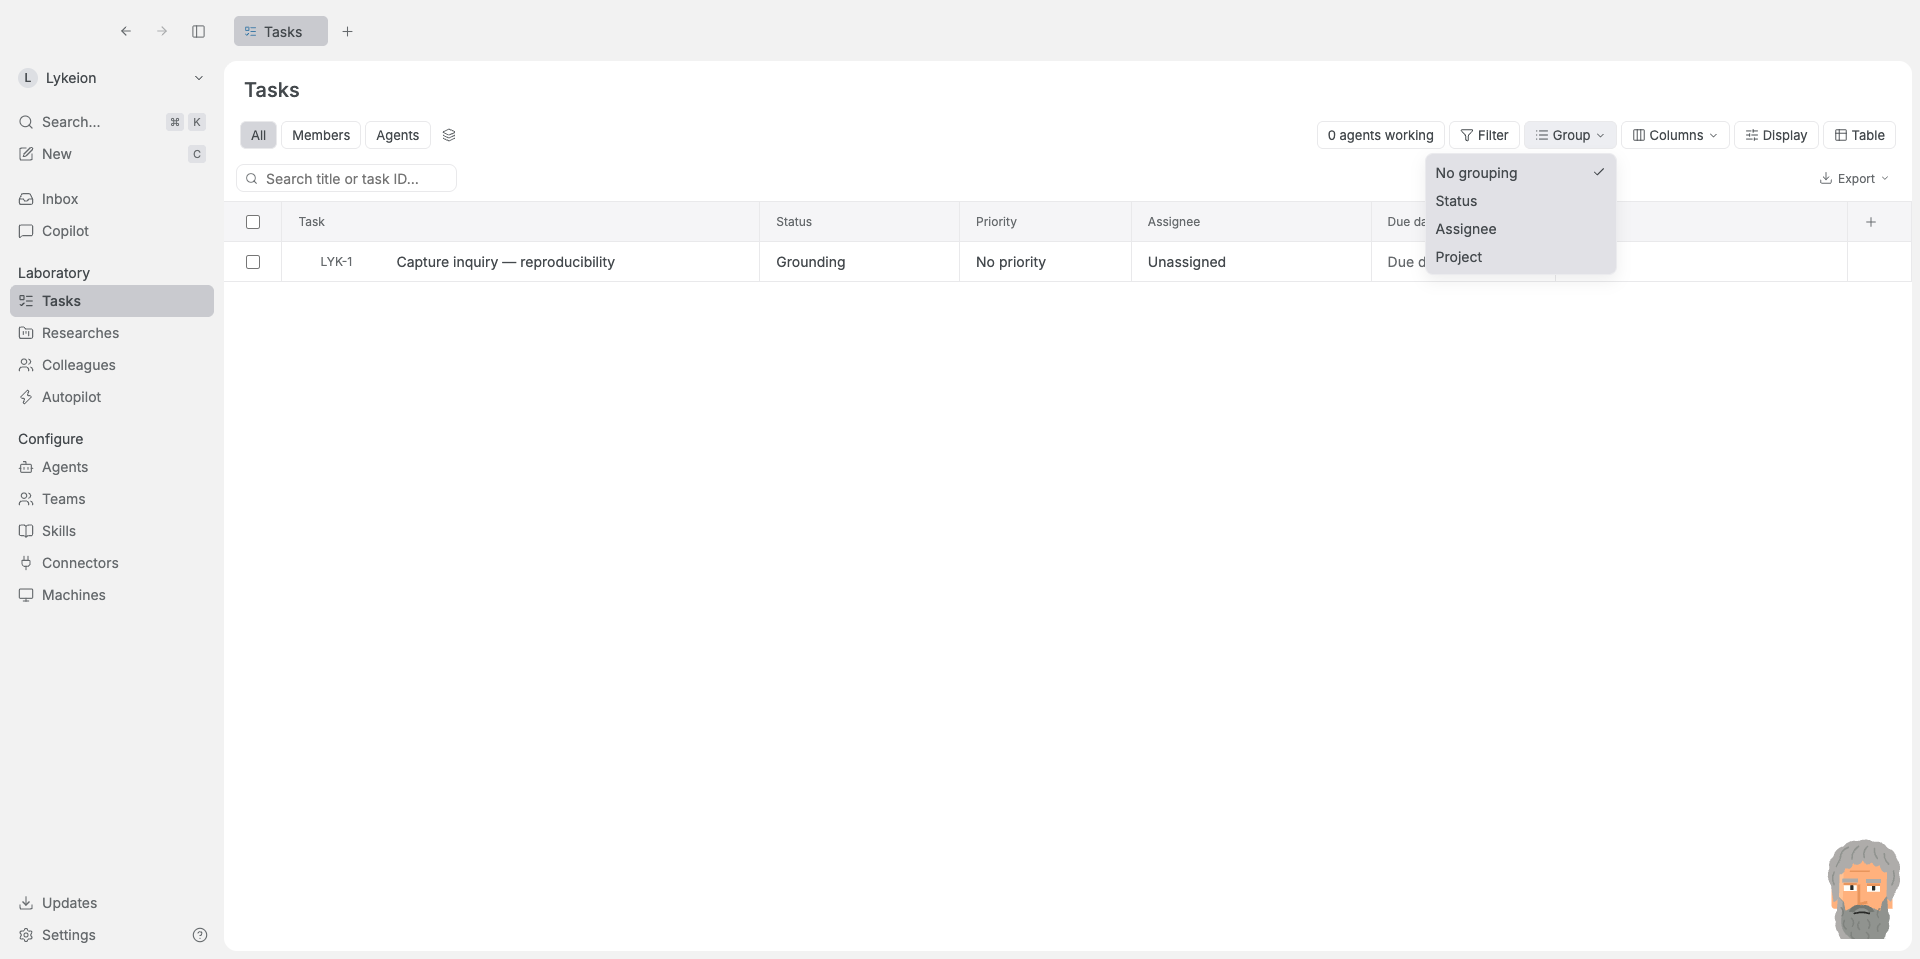 Tasks
L Lykeion
Search... ⌘ K
New C
Inbox
Copilot
Laboratory
Tasks
Researches
Colleagues
Autopilot
Configure
Agents
Teams
Skills
Connectors
Machines
Updates
Settings
Tasks
All Members Agents
0 agents working Filter Group Columns Display Table
Search title or task ID...
Export
No grouping
Status
Assignee
Project
Task Status Priority Assignee Due da
LYK-1 Capture inquiry — reproducibility Grounding No priority Unassigned Due d